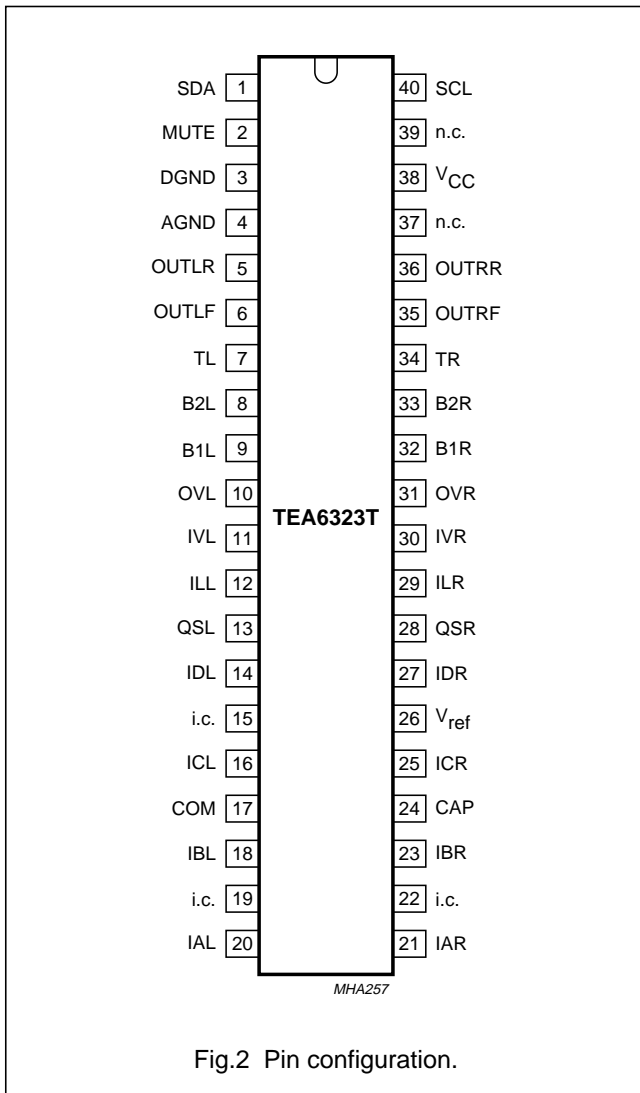 SDA 1 40 SCL
MUTE 2 39 n.c.
DGND 3 38 VCC
AGND 4 37 n.c.
OUTLR 5 36 OUTRR
OUTLF 6 35 OUTRF
TL 7 34 TR
B2L 8 33 B2R
B1L 9 32 B1R
OVL 10 31 OVR
TEA6323T
IVL 11 30 IVR
ILL 12 29 ILR
QSL 13 28 QSR
IDL 14 27 IDR
i.c. 15 26 Vref
ICL 16 25 ICR
COM 17 24 CAP
IBL 18 23 IBR
i.c. 19 22 i.c.
IAL 20 21 IAR
MHA257
Fig.2 Pin configuration.